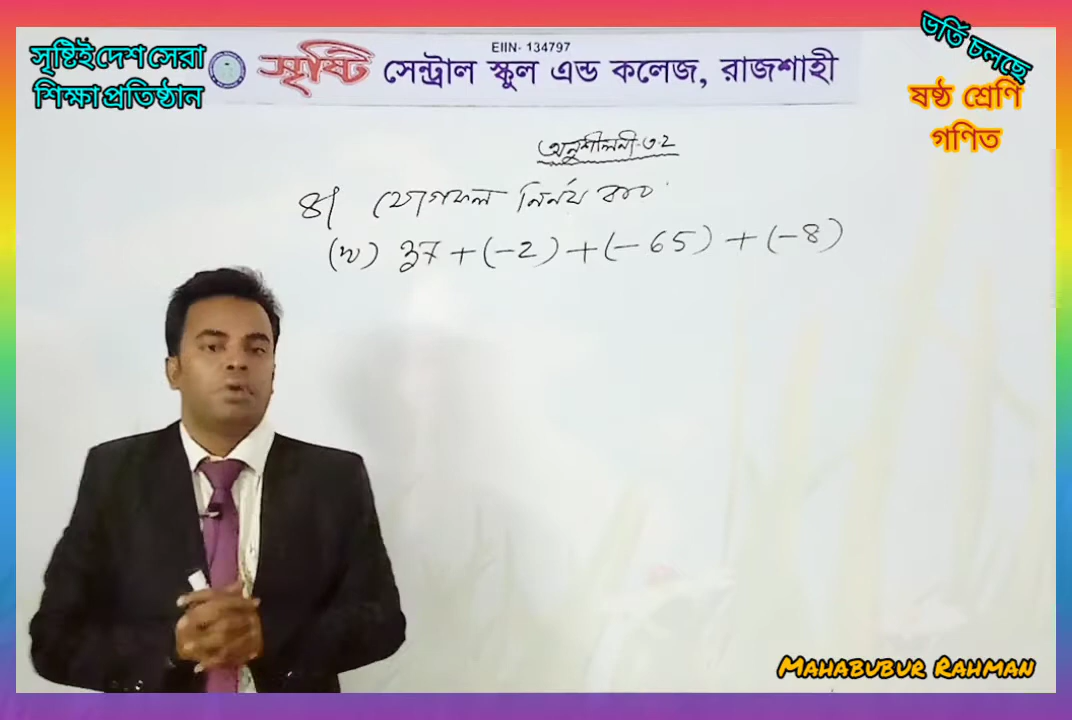 সৃষ্টিই দেশ সেরা
শিক্ষা প্রতিষ্ঠান
EIIN- 134797
সৃষ্টি সেন্ট্রাল স্কুল এন্ড কলেজ, রাজশাহী
ভর্তি চলছে
ষষ্ঠ শ্রেণি
গণিত
অনুশীলনী-৩.2
৪। যোগফল নির্ণয় কর:
(ঘ) 37 + (-2) + (-65) + (-8)
MAHABUBUR RAHMAN